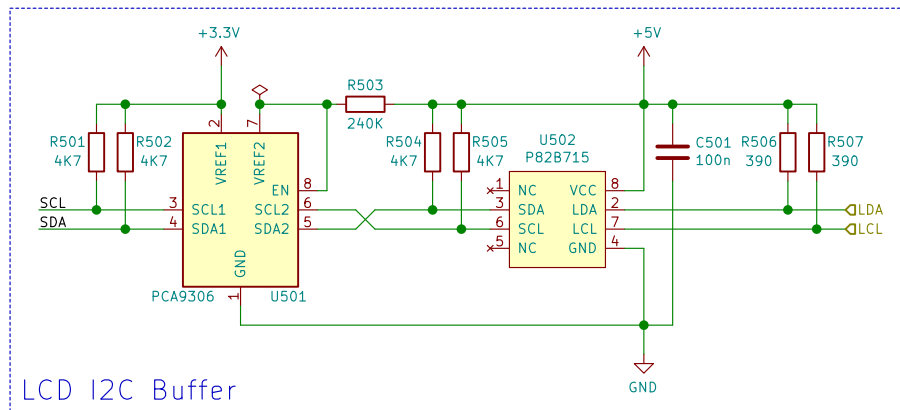 +3.3V
+5V
R503
240K
R501
4K7
R502
4K7
2
7
VREF1
VREF2
R504
4K7
R505
4K7
U502
P82B715
C501
100n
R506
390
R507
390
EN
8
1
NC
VCC
8
SCL
3
SCL1
SCL2
6
3
SDA
LDA
2
LDA
SDA
4
SDA1
SDA2
5
6
SCL
LCL
7
LCL
5
NC
GND
4
GND
PCA9306
1
U501
GND
LCD I2C Buffer